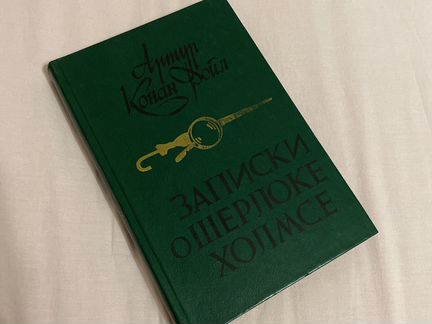 Артур
Конан Дойл
ЗАПИСКИ
О ШЕРЛОКЕ
ХОЛМСЕ